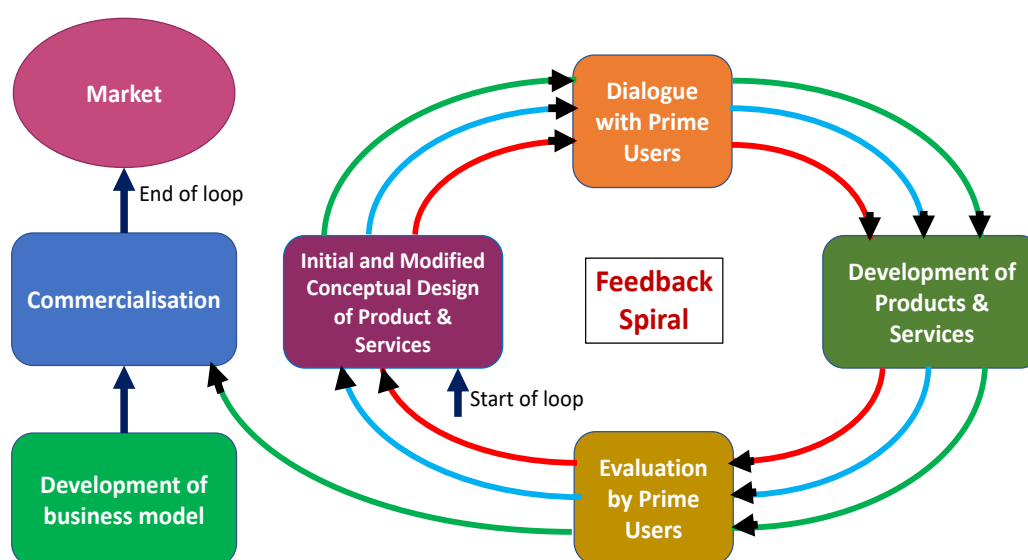 Market
End of loop
Commercialisation
Development of
business model
Dialogue
with Prime
Users
Initial and Modified
Conceptual Design
of Product &
Services
Feedback
Spiral
Development of
Products &
Services
Start of loop
Evaluation
by Prime
Users